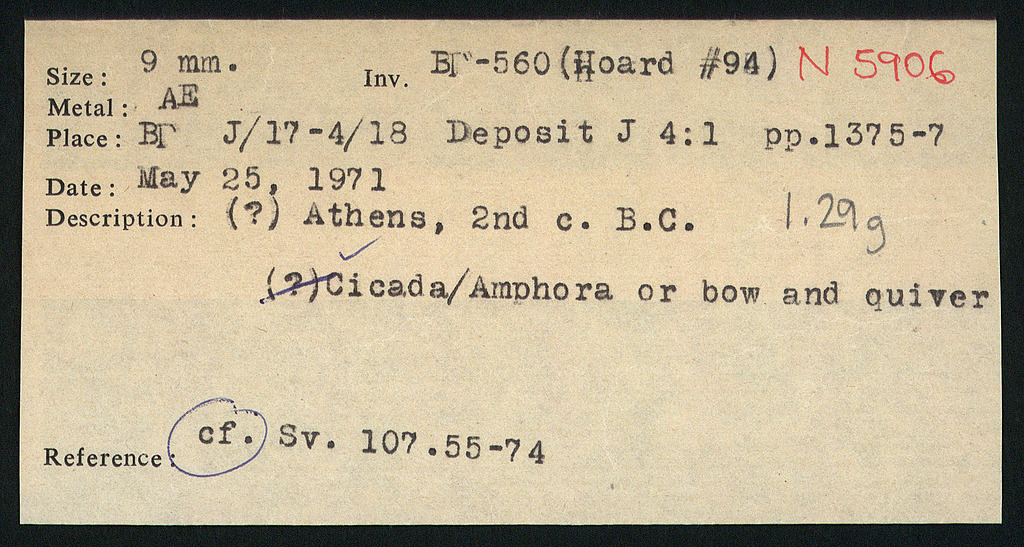 Size: 9 mm. Inv. ΒΓ-560 (Hoard #94) N 5906
Metal: AE
Place: ΒΓ J/17-4/18 Deposit J 4:1 pp.1375-7
Date: May 25, 1971
Description: (?) Athens, 2nd c. B.C. 1.29g
(?)Cicada/Amphora or bow and quiver
Reference: cf. Sv. 107.55-74